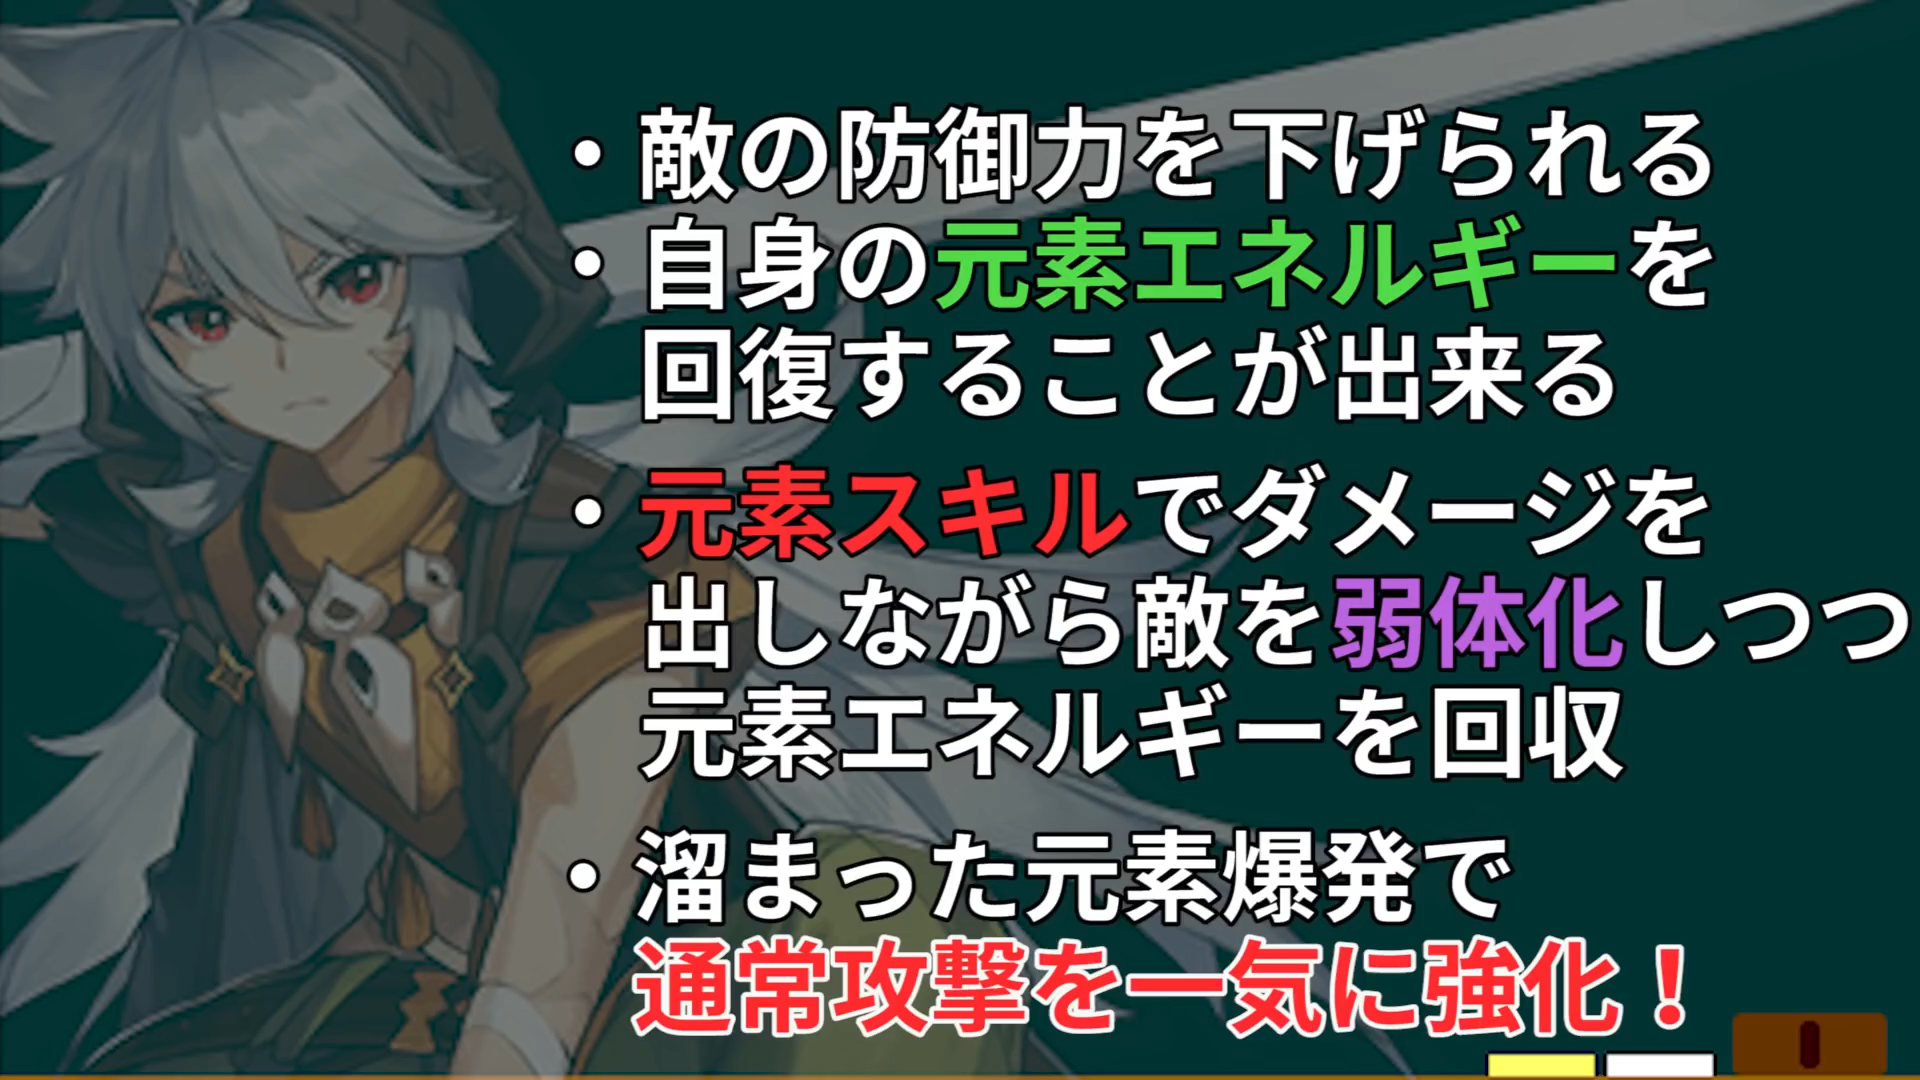 ・敵の防御力を下げられる
・自身の元素エネルギーを
回復することが出来る
・元素スキルでダメージを
出しながら敵を弱体化しつつ
元素エネルギーを回収
・溜まった元素爆発で
通常攻撃を一気に強化！